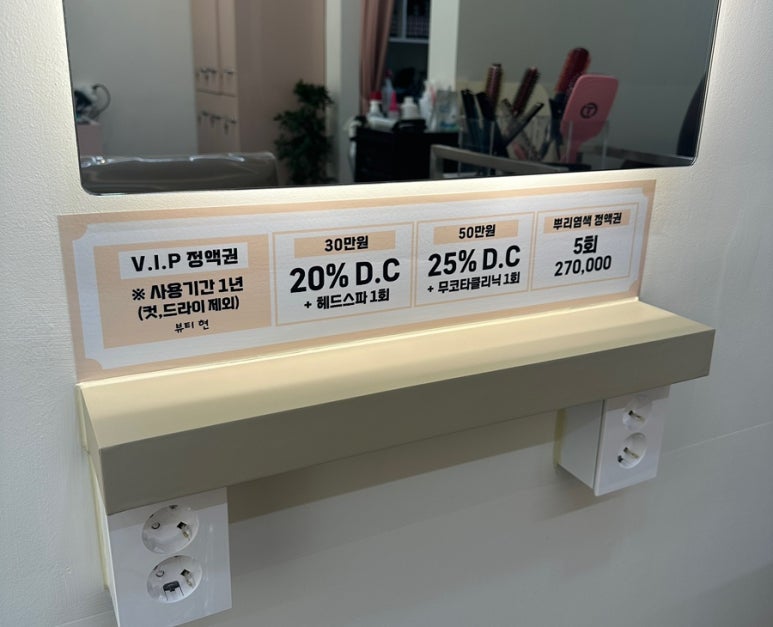 V.I.P 정액권
※ 사용기간 1년
(컷,드라이 제외)
뷰티 현
30만원
20% D.C
+ 헤드스파 1회
50만원
25% D.C
+ 무코타클리닉 1회
뿌리염색 정액권
5회
270,000